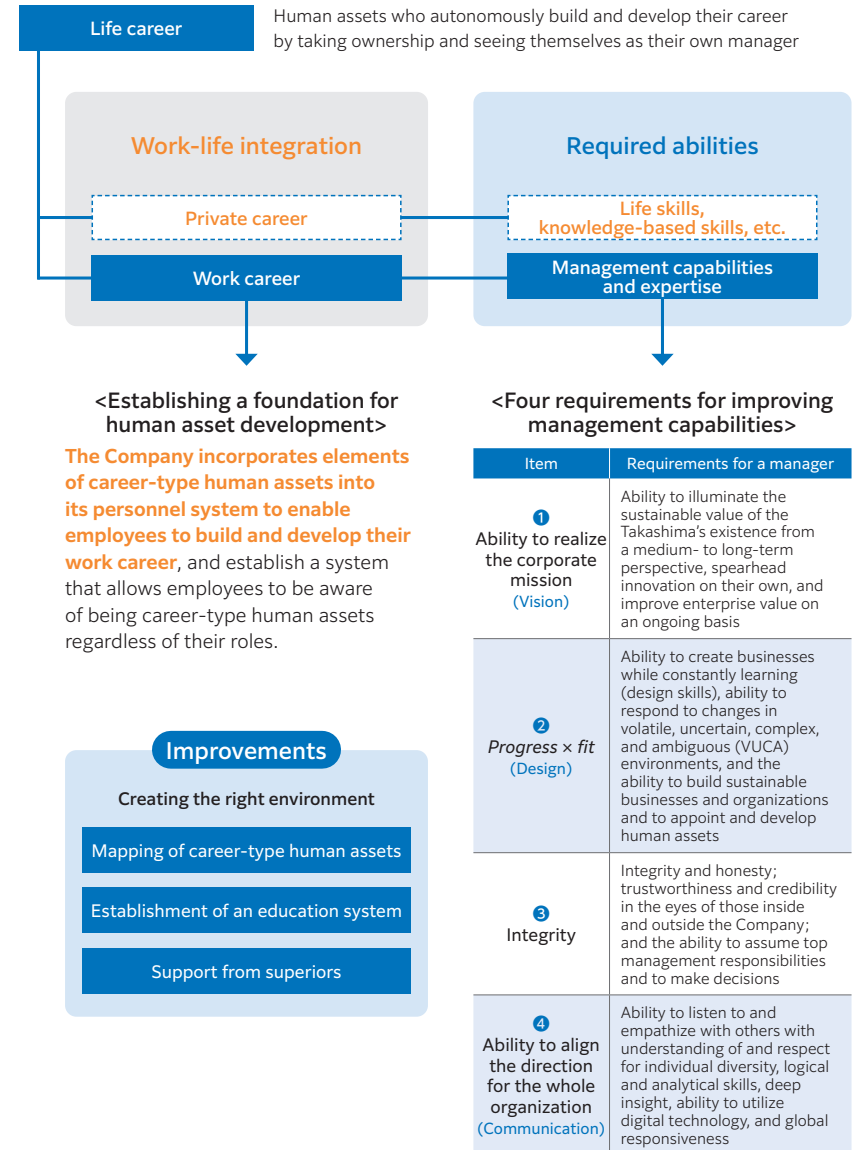 Life career
Human assets who autonomously build and develop their career
by taking ownership and seeing themselves as their own manager
Work-life integration
Private career
Work career
Required abilities
Life skills,
knowledge-based skills, etc.
Management capabilities
and expertise
<Establishing a foundation for
human asset development>
The Company incorporates elements
of career-type human assets into
its personnel system to enable
employees to build and develop their
work career, and establish a system
that allows employees to be aware
of being career-type human assets
regardless of their roles.
Improvements
Creating the right environment
Mapping of career-type human assets
Establishment of an education system
Support from superiors
<Four requirements for improving
management capabilities>
Item
Requirements for a manager
❶
Ability to realize
the corporate
mission
(Vision)
Ability to illuminate the
sustainable value of the
Takashima's existence from
a medium- to long-term
perspective, spearhead
innovation on their own, and
improve enterprise value on
an ongoing basis
❷
Progress × fit
(Design)
Ability to create businesses
while constantly learning
(design skills), ability to
respond to changes in
volatile, uncertain, complex,
and ambiguous (VUCA)
environments, and the
ability to build sustainable
businesses and organizations
and to appoint and develop
human assets
❸
Integrity
Integrity and honesty;
trustworthiness and credibility
in the eyes of those inside
and outside the Company;
and the ability to assume top
management responsibilities
and to make decisions
❹
Ability to align
the direction
for the whole
organization
(Communication)
Ability to listen to and
empathize with others with
understanding of and respect
for individual diversity, logical
and analytical skills, deep
insight, ability to utilize
digital technology, and global
responsiveness